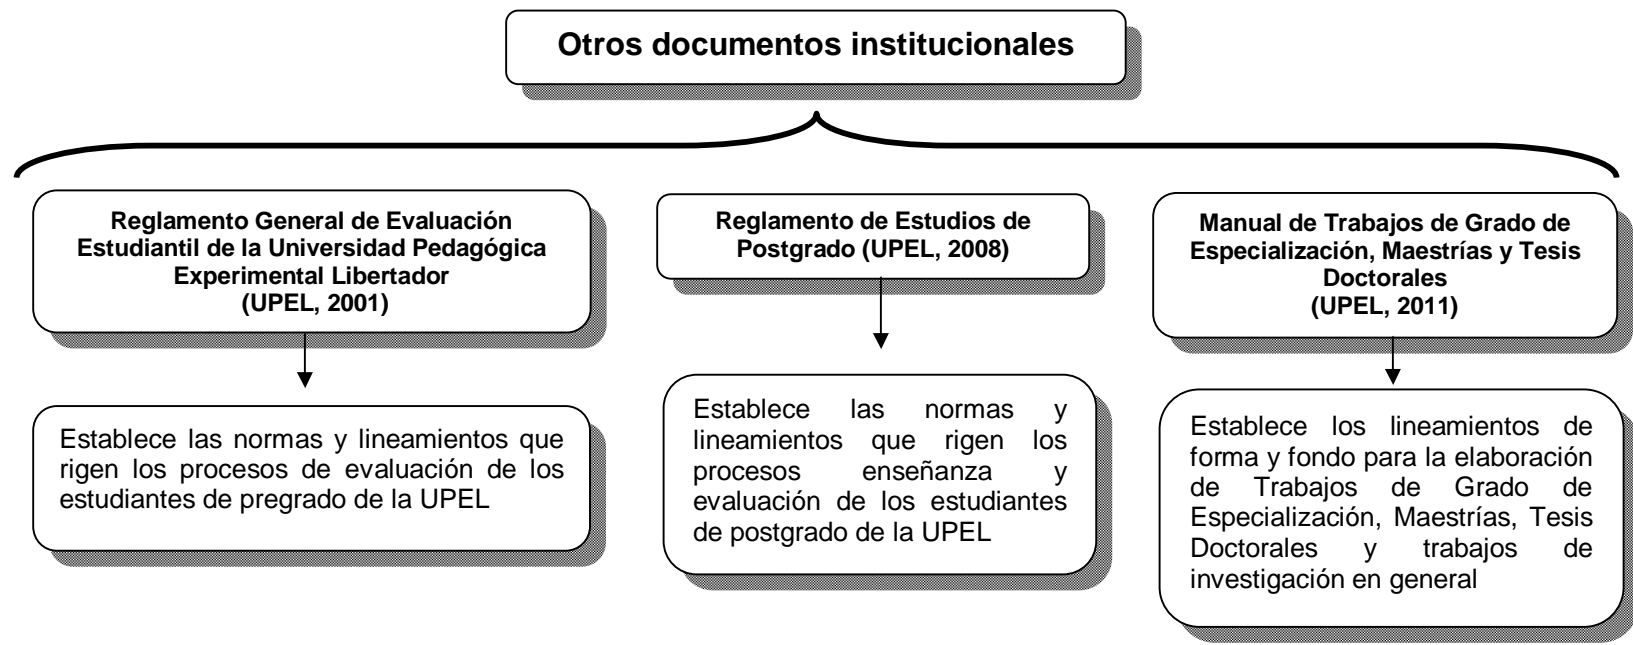 Otros documentos institucionales
Reglamento General de Evaluación
Estudiantil de la Universidad Pedagógica
Experimental Libertador
(UPEL, 2001)
Establece las normas y lineamientos que
rigen los procesos de evaluación de los
estudiantes de pregrado de la UPEL
Reglamento de Estudios de
Postgrado (UPEL, 2008)
Establece las normas y
lineamientos que rigen los
procesos enseñanza y
evaluación de los estudiantes
de postgrado de la UPEL
Manual de Trabajos de Grado de
Especialización, Maestrías y Tesis
Doctorales
(UPEL, 2011)
Establece los lineamientos de
forma y fondo para la elaboración
de Trabajos de Grado de
Especialización, Maestrías, Tesis
Doctorales y trabajos de
investigación en general